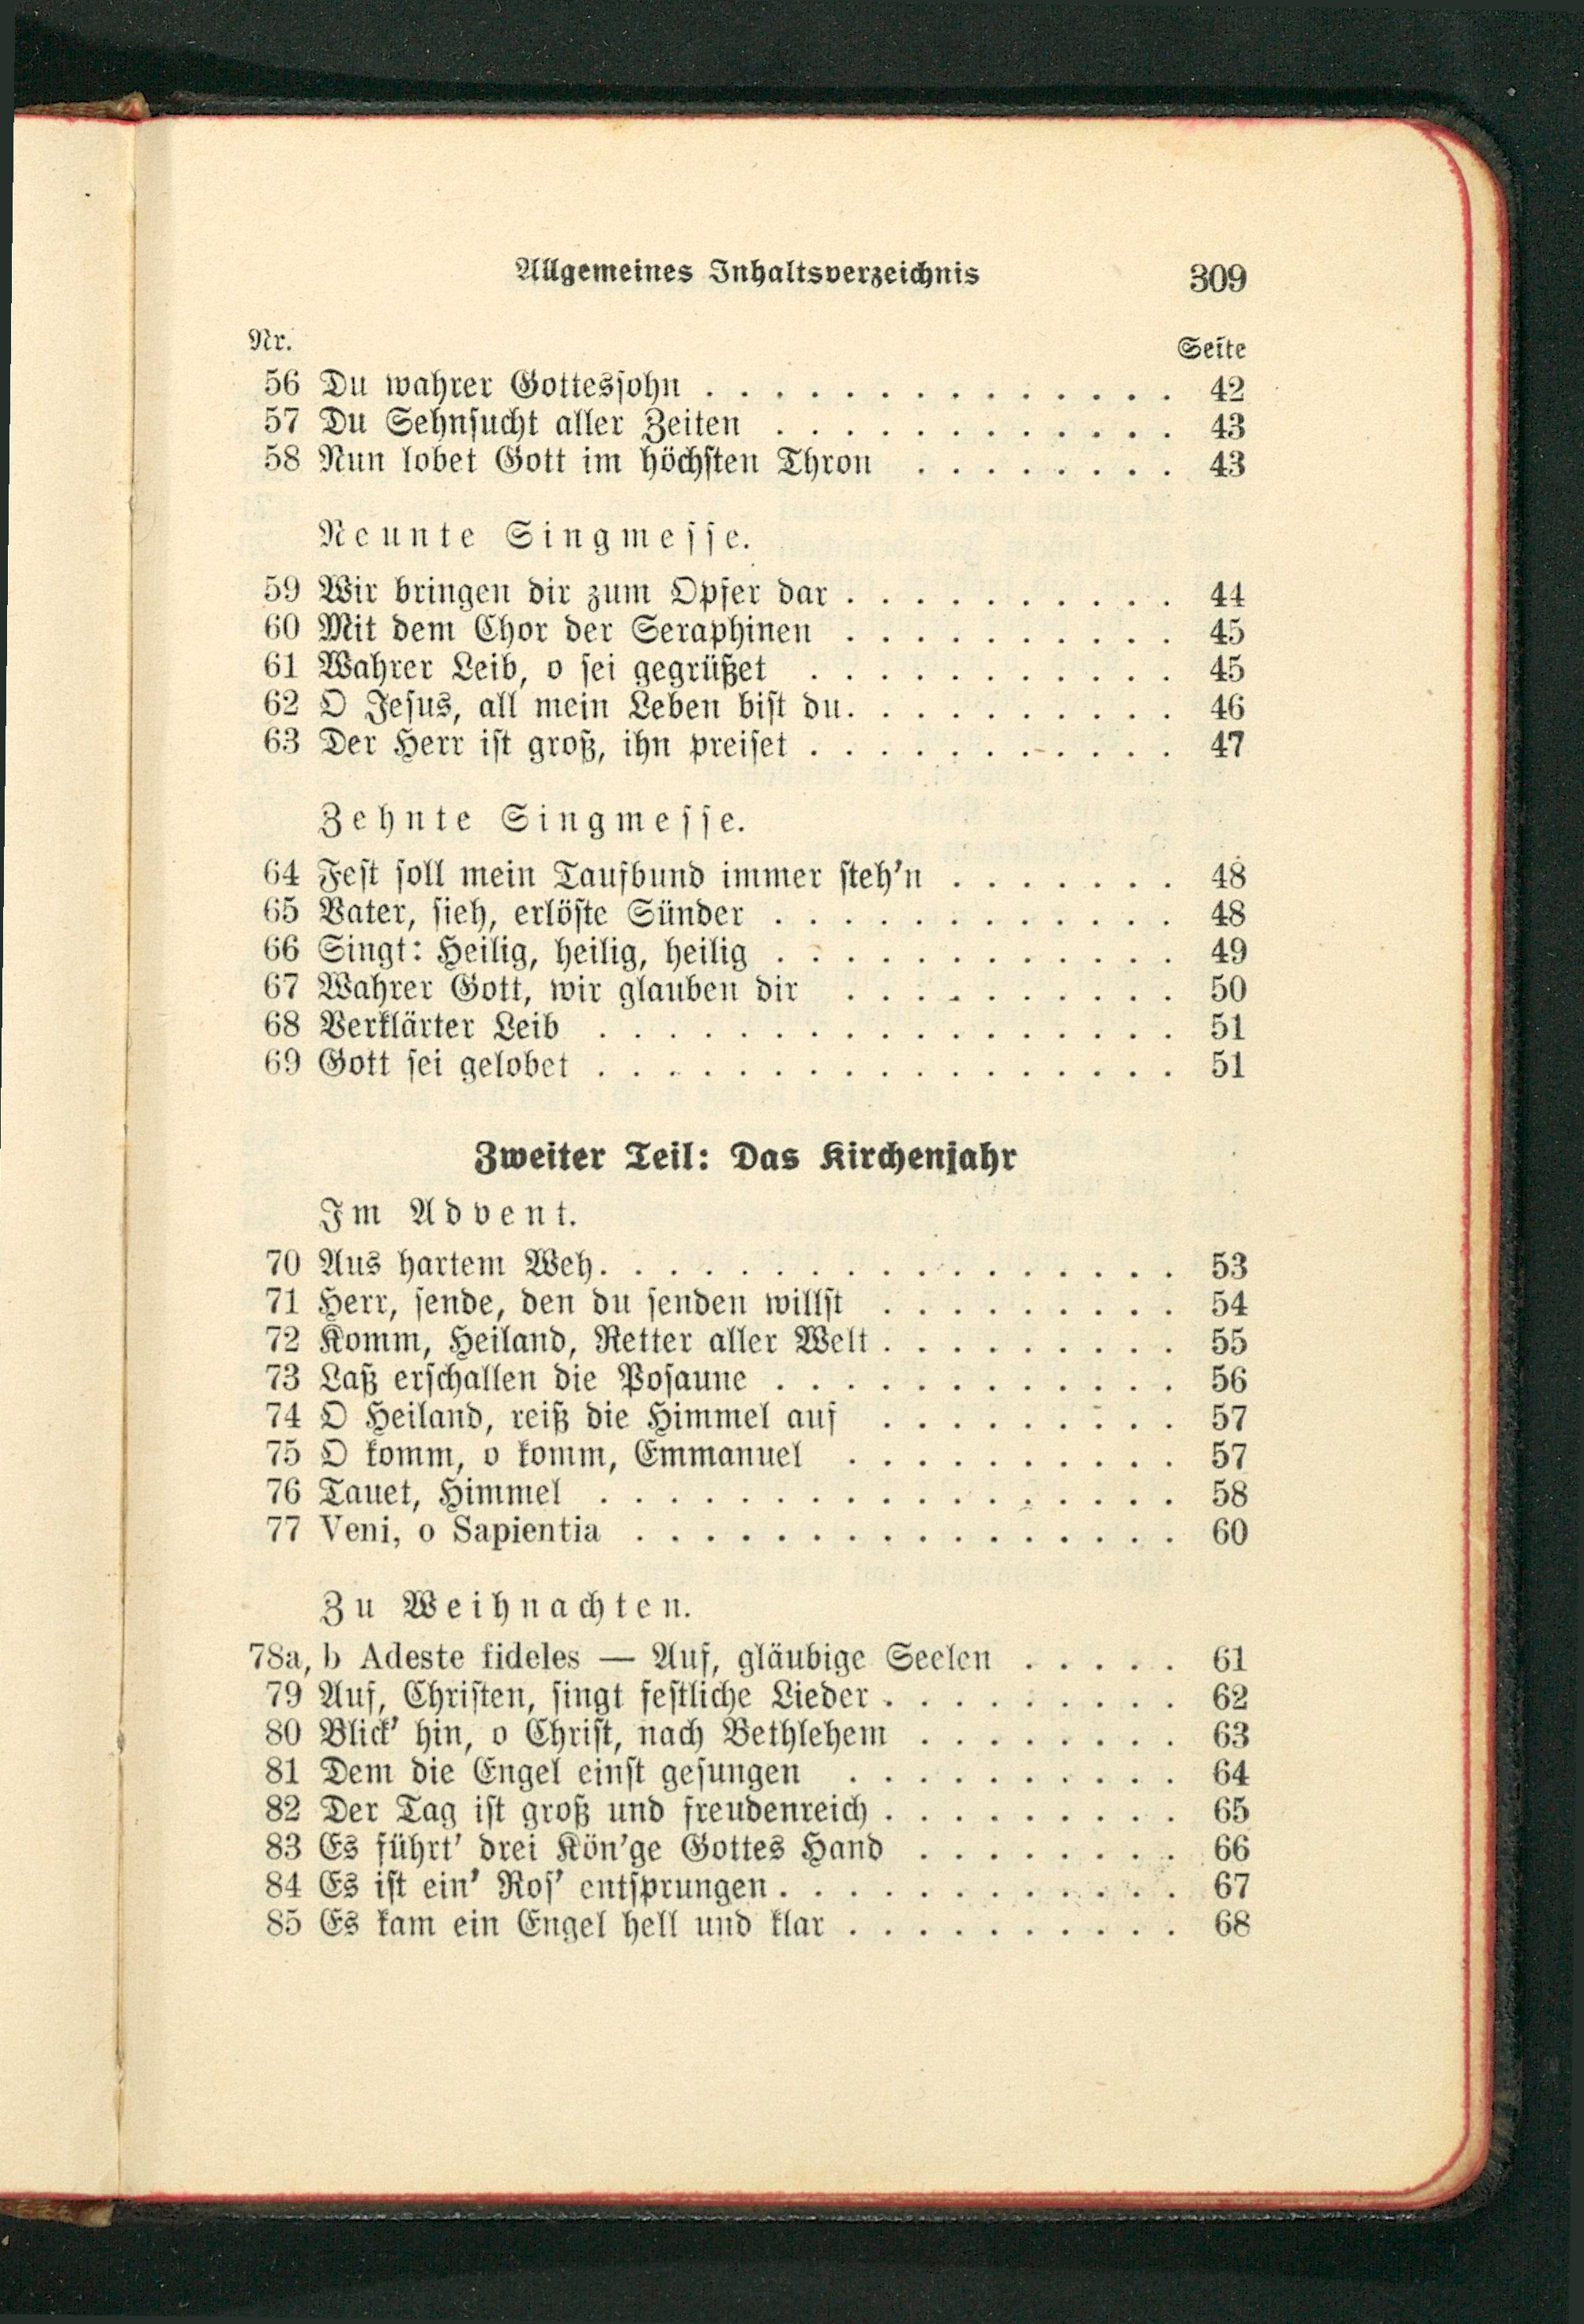 Allgemeines Inhaltsverzeichnis 309
Nr. Seite
56 Du wahrer Gottessohn . . . . . . . . . . . . . . 42
57 Du Sehnsucht aller Zeiten . . . . . . . . . . . . 43
58 Nun lobet Gott im höchsten Thron . . . . . . . . 43
Neunte Singmesse.
59 Wir bringen dir zum Opfer dar . . . . . . . . . . 44
60 Mit dem Chor der Seraphinen . . . . . . . . . . 45
61 Wahrer Leib, o sei gegrüßet . . . . . . . . . . . 45
62 O Jesus, all mein Leben bist du. . . . . . . . . . 46
63 Der Herr ist groß, ihn preiset . . . . . . . . . . . 47
Zehnte Singmesse.
64 Fest soll mein Taufbund immer steh'n . . . . . . . 48
65 Vater, sieh, erlöste Sünder . . . . . . . . . . . . 48
66 Singt: Heilig, heilig, heilig . . . . . . . . . . . . 49
67 Wahrer Gott, wir glauben dir . . . . . . . . . . 50
68 Verklärter Leib . . . . . . . . . . . . . . . . . 51
69 Gott sei gelobet . . . . . . . . . . . . . . . . . 51
Zweiter Teil: Das Kirchenjahr
Im Advent.
70 Aus hartem Weh. . . . . . . . . . . . . . . . . 53
71 Herr, sende, den du senden willst . . . . . . . . . 54
72 Komm, Heiland, Retter aller Welt . . . . . . . . . 55
73 Laß erschallen die Posaune . . . . . . . . . . . . 56
74 O Heiland, reiß die Himmel auf . . . . . . . . . 57
75 O komm, o komm, Emmanuel . . . . . . . . . . 57
76 Tauet, Himmel . . . . . . . . . . . . . . . . . 58
77 Veni, o Sapientia . . . . . . . . . . . . . . . . 60
Zu Weihnachten.
78a, b Adeste fideles — Auf, gläubige Seelen . . . . . 61
79 Auf, Christen, singt festliche Lieder . . . . . . . . . 62
80 Blick' hin, o Christ, nach Bethlehem . . . . . . . . 63
81 Dem die Engel einst gesungen . . . . . . . . . . 64
82 Der Tag ist groß und freudenreich . . . . . . . . . 65
83 Es führt' drei Kön'ge Gottes Hand . . . . . . . . 66
84 Es ist ein' Ros' entsprungen . . . . . . . . . . . . 67
85 Es kam ein Engel hell und klar . . . . . . . . . . 68